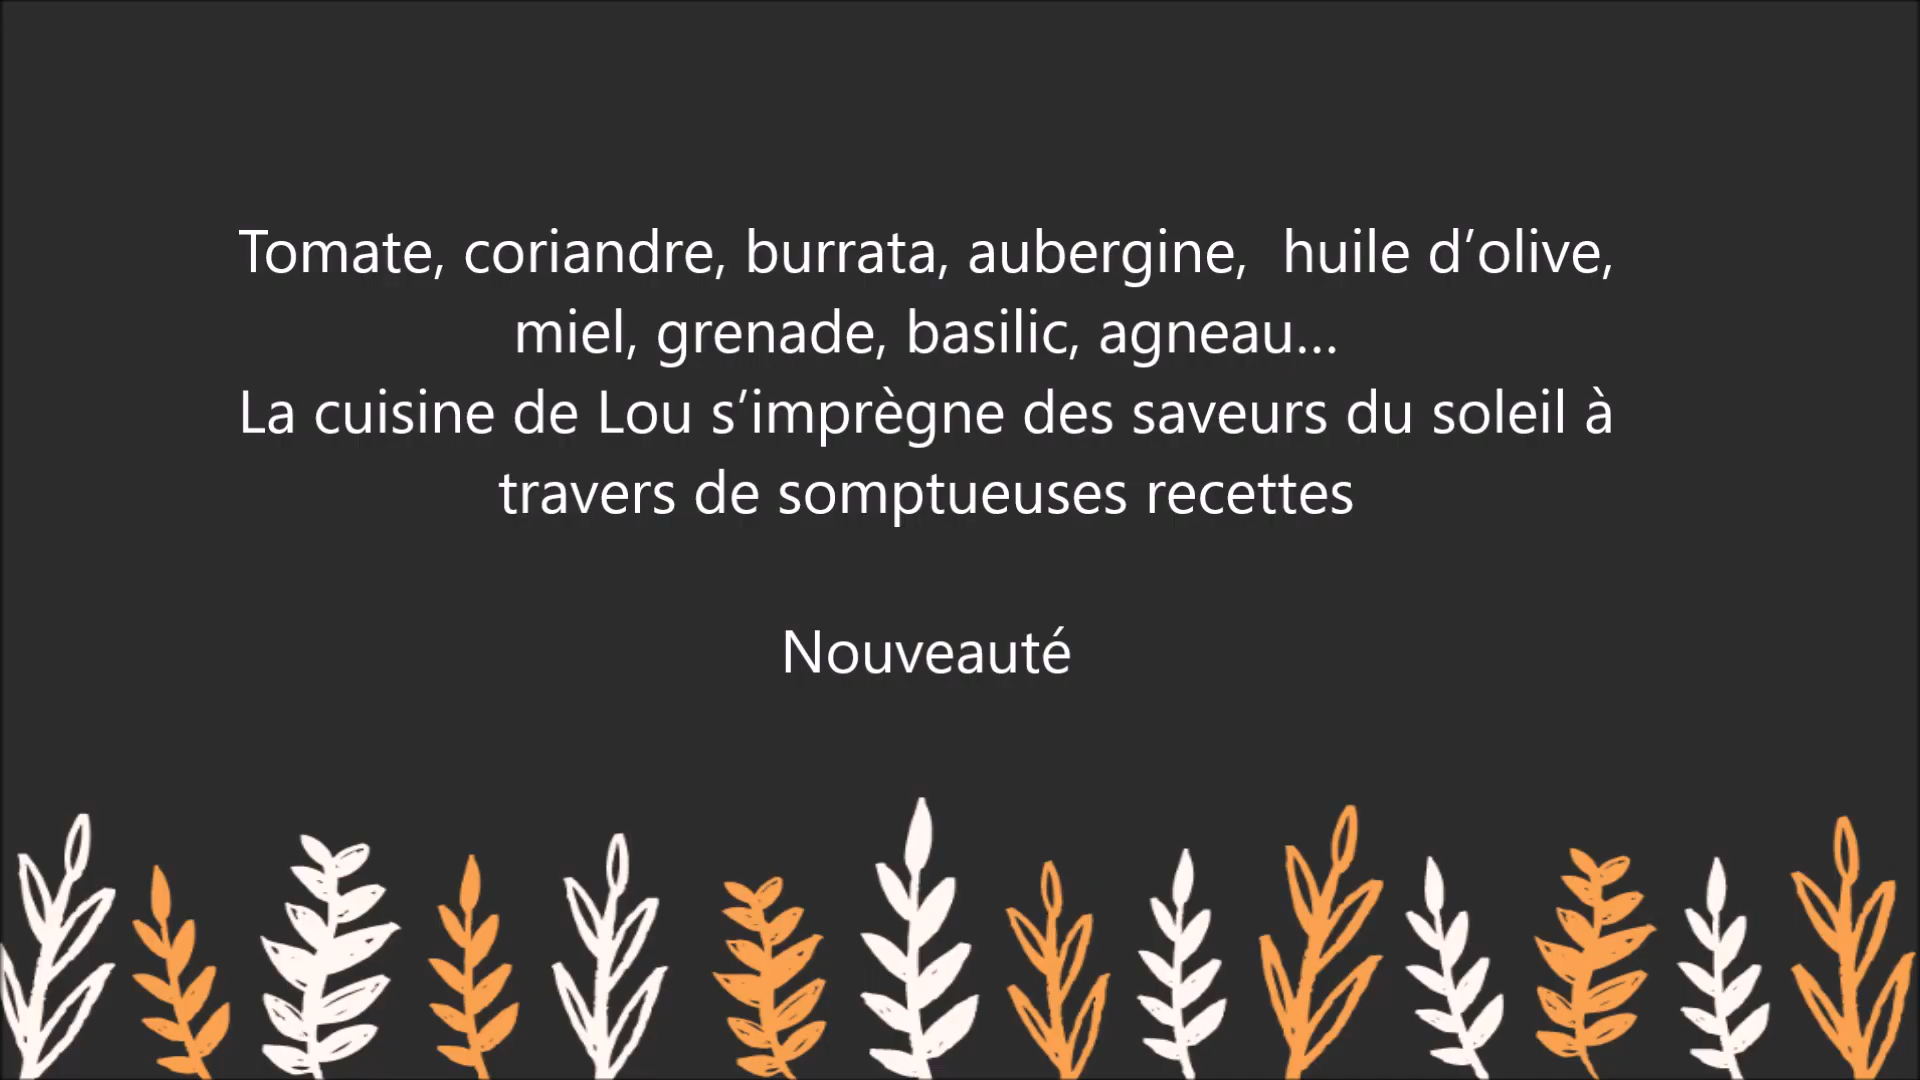 Tomate, coriandre, burrata, aubergine,  huile d’olive,
miel, grenade, basilic, agneau...
La cuisine de Lou s’imprègne des saveurs du soleil à
travers de somptueuses recettes
Nouveauté